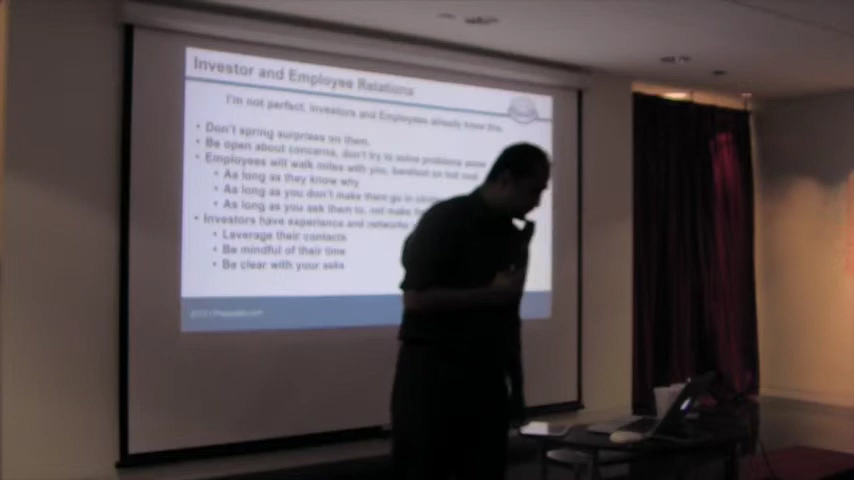 Investor and Employee Relations
I'm not perfect, Investors and Employees already know this.
• Don't spring surprises on them.
• Be open about concerns, don't try to solve problems alone
• Employees will walk miles with you, barefoot on hot coal
• As long as they know why
• As long as you don't make them go in
• As long as you ask them to, not make
• Investors have experience and networks
• Leverage their contacts
• Be mindful of their time
• Be clear with your asks